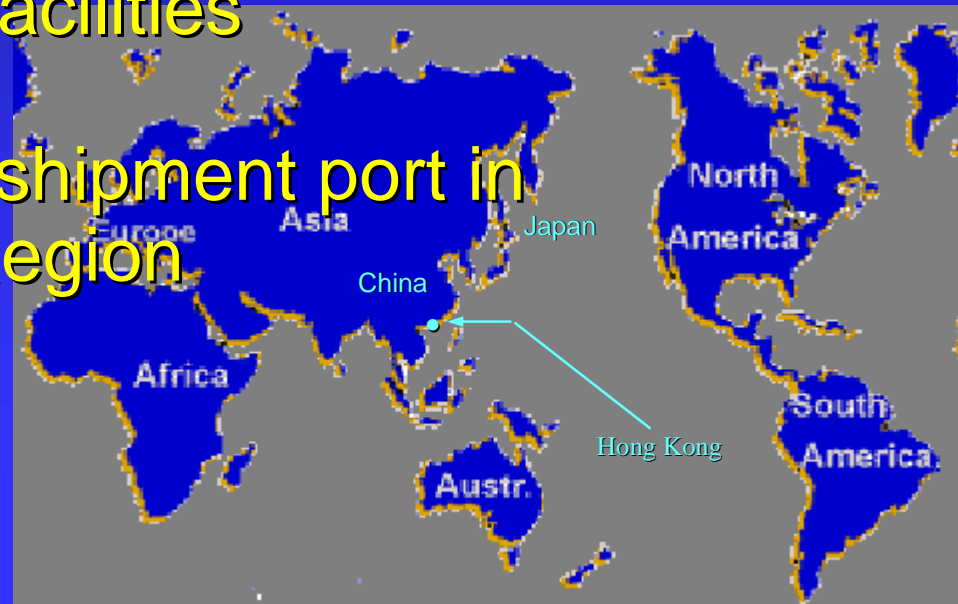 acilities
shipment port in
egion
Europe
Asia
Japan
China
North
America
Africa
Hong Kong
South
America
Austr.